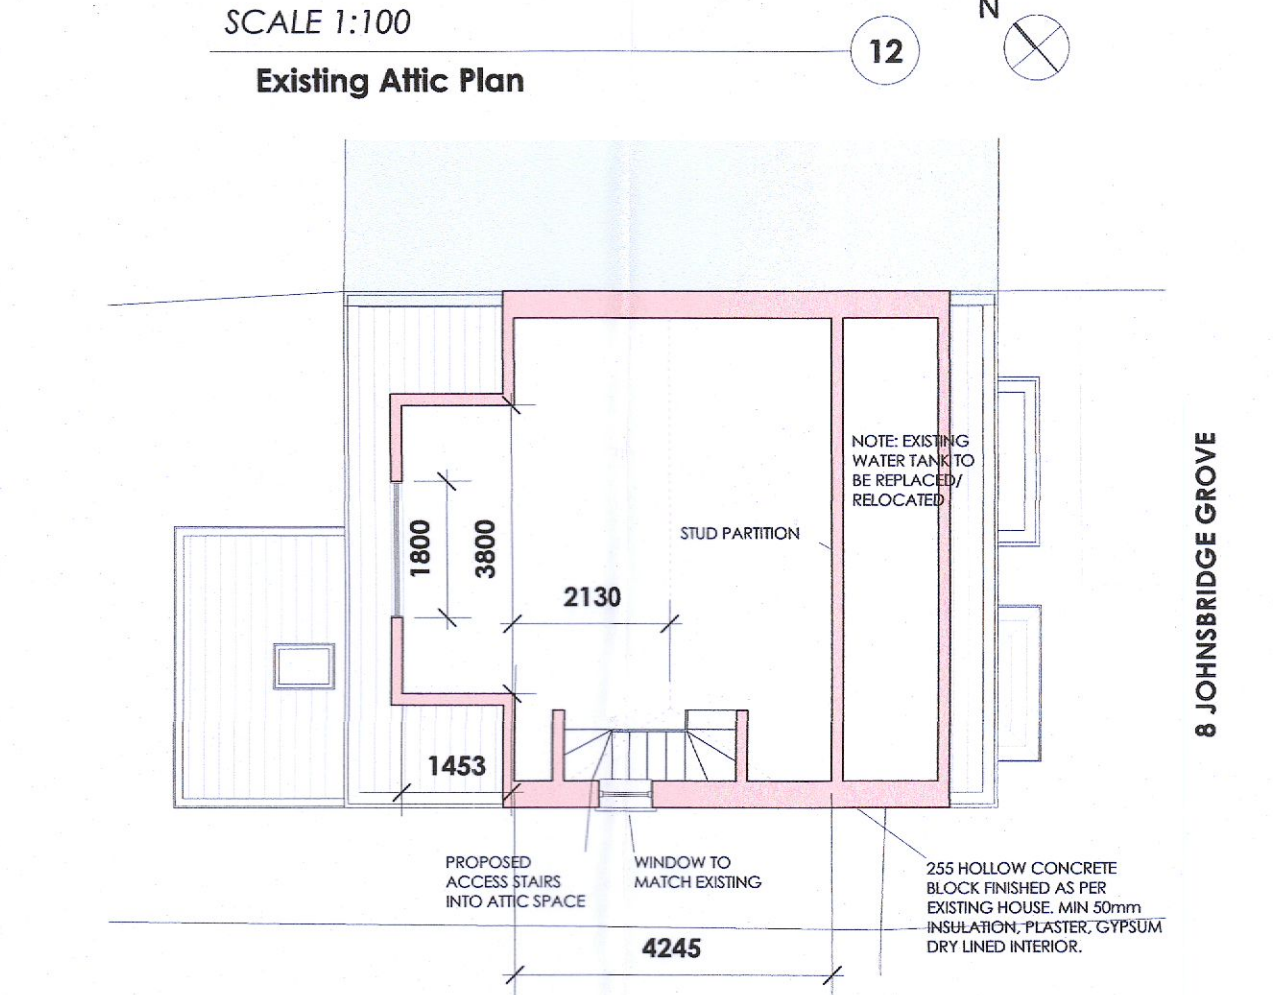 SCALE 1:100
N
12
Existing Attic Plan
NOTE: EXISTING
WATER TANK TO
BE REPLACED/
RELOCATED
STUD PARTITION
1800
3800
2130
8 JOHNSBRIDGE GROVE
1453
PROPOSED
ACCESS STAIRS
INTO ATTIC SPACE
WINDOW TO
MATCH EXISTING
255 HOLLOW CONCRETE
BLOCK FINISHED AS PER
EXISTING HOUSE. MIN 50mm
INSULATION, PLASTER, GYPSUM
DRY LINED INTERIOR.
4245